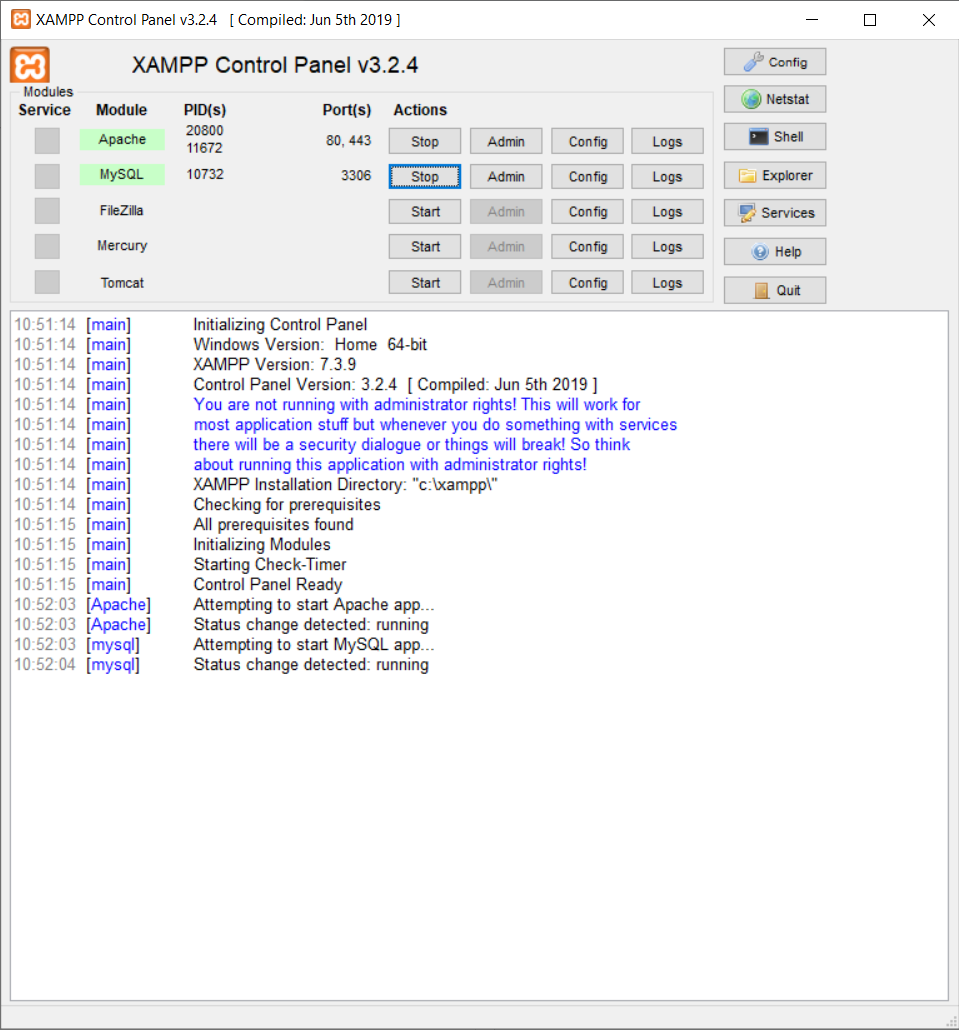 XAMPP Control Panel v3.2.4 [ Compiled: Jun 5th 2019 ]
XAMPP Control Panel v3.2.4
Config
Modules
Service Module PID(s) Port(s) Actions
Netstat
Apache 20800 11672 80, 443 Stop Admin Config Logs
Shell
MySQL 10732 3306 Stop Admin Config Logs
Explorer
FileZilla Start Admin Config Logs
Services
Mercury Start Admin Config Logs
Help
Tomcat Start Admin Config Logs
Quit
10:51:14 [main] Initializing Control Panel
10:51:14 [main] Windows Version: Home 64-bit
10:51:14 [main] XAMPP Version: 7.3.9
10:51:14 [main] Control Panel Version: 3.2.4 [ Compiled: Jun 5th 2019 ]
10:51:14 [main] You are not running with administrator rights! This will work for
10:51:14 [main] most application stuff but whenever you do something with services
10:51:14 [main] there will be a security dialogue or things will break! So think
10:51:14 [main] about running this application with administrator rights!
10:51:14 [main] XAMPP Installation Directory: "c:\xampp\"
10:51:14 [main] Checking for prerequisites
10:51:15 [main] All prerequisites found
10:51:15 [main] Initializing Modules
10:51:15 [main] Starting Check-Timer
10:51:15 [main] Control Panel Ready
10:52:03 [Apache] Attempting to start Apache app...
10:52:03 [Apache] Status change detected: running
10:52:03 [mysql] Attempting to start MySQL app...
10:52:04 [mysql] Status change detected: running